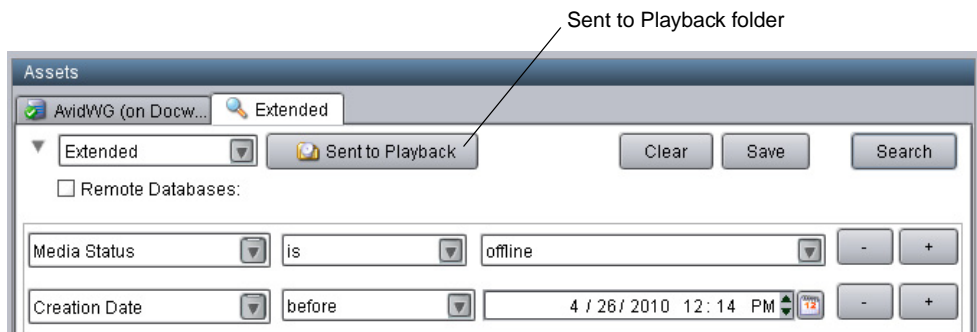 Sent to Playback folder
Assets
AvidWG (on Docw... Extended
Extended Sent to Playback Clear Save Search
Remote Databases:
Media Status is offline - +
Creation Date before 4 / 26 / 2010 12 : 14 PM 12 - +